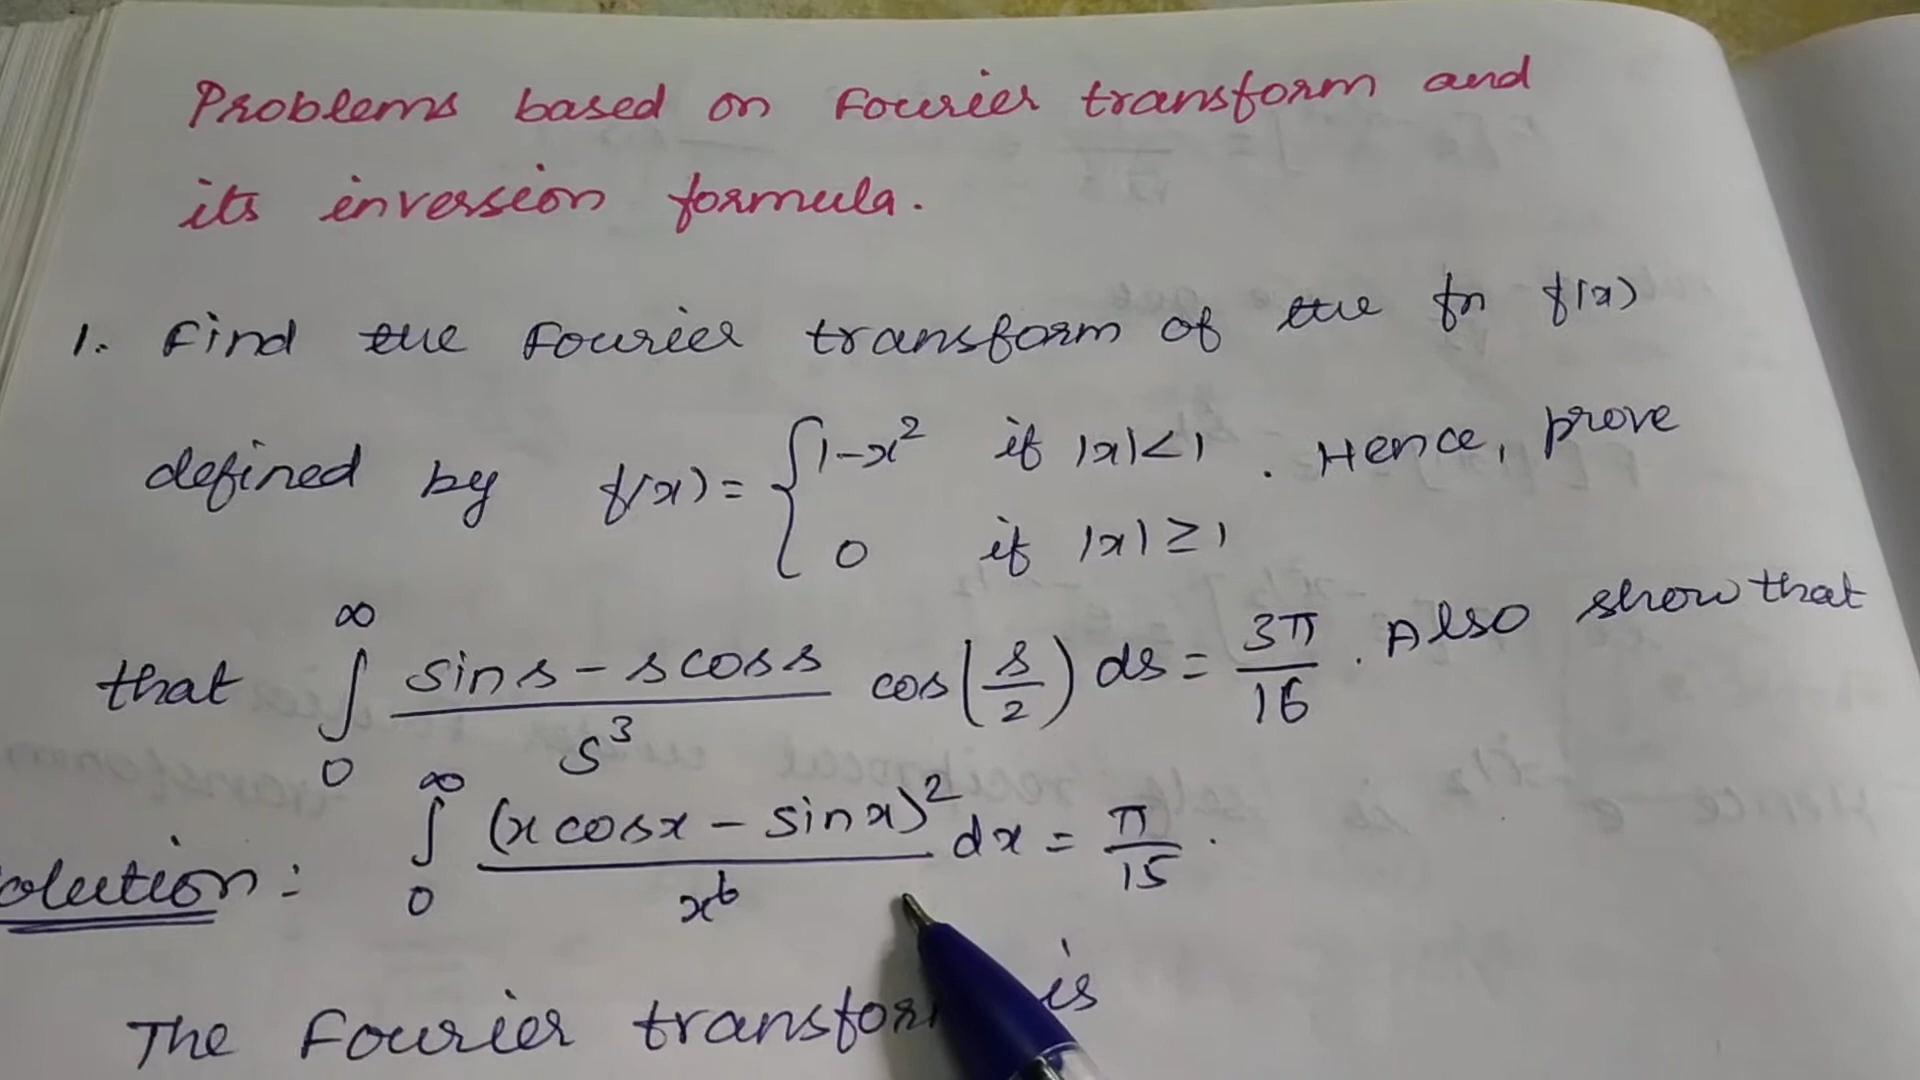 Problems based on Fourier transform and
its inversion formula.
1. Find the Fourier transform of the fn f(x)
defined by f(x) = { 1-x² if |x|<1 . Hence, prove
0 if |x| ≥ 1
that ∫₀^∞ (sin s - s cos s)/s³ cos(s/2) ds = 3π/16 . Also show that
olution: ∫₀^∞ (x cos x - sin x)²/x⁶ dx = π/15 .
The Fourier transfor is